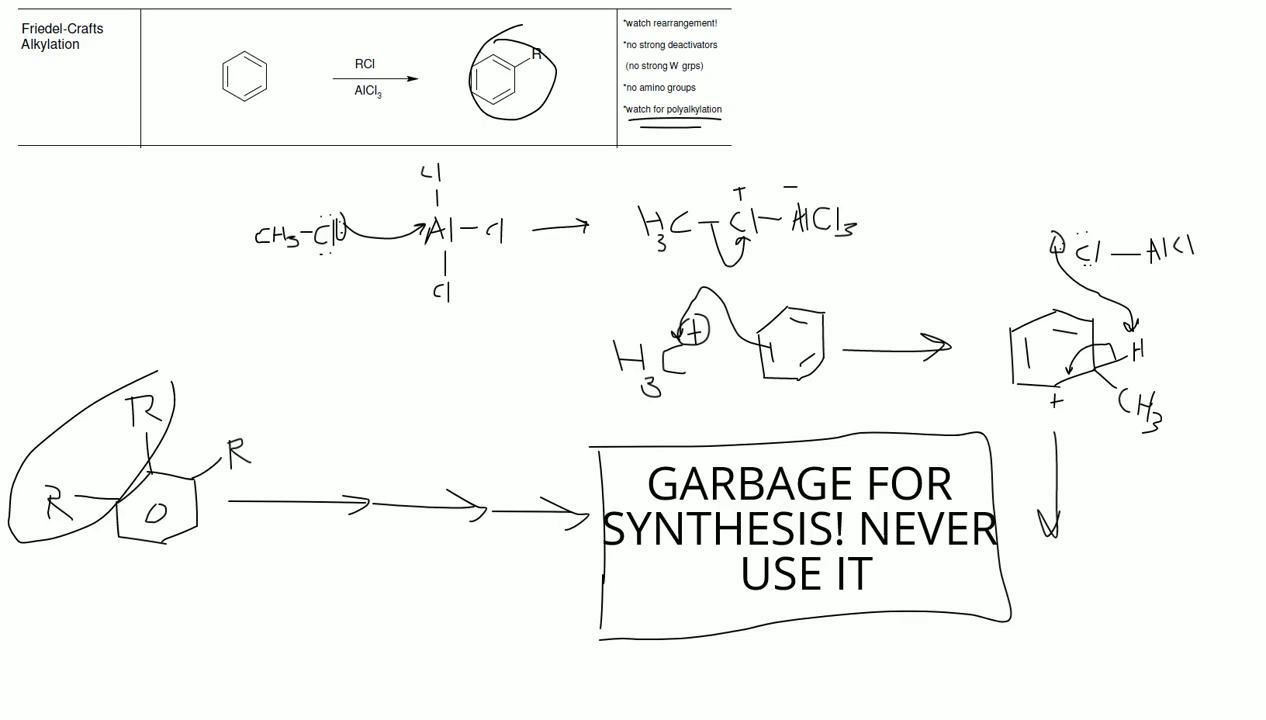 Friedel-Crafts
Alkylation
RCl
AlCl3
R
*watch rearrangement!
*no strong deactivators
(no strong W grps)
*no amino groups
*watch for polyalkylation
Cl
CH3-Cl
Al-Cl
Cl
H3C-Cl-AlCl3
+ -
Cl-AlCl
H3C +
H
+
CH3
R
R
R
GARBAGE FOR
SYNTHESIS! NEVER
USE IT